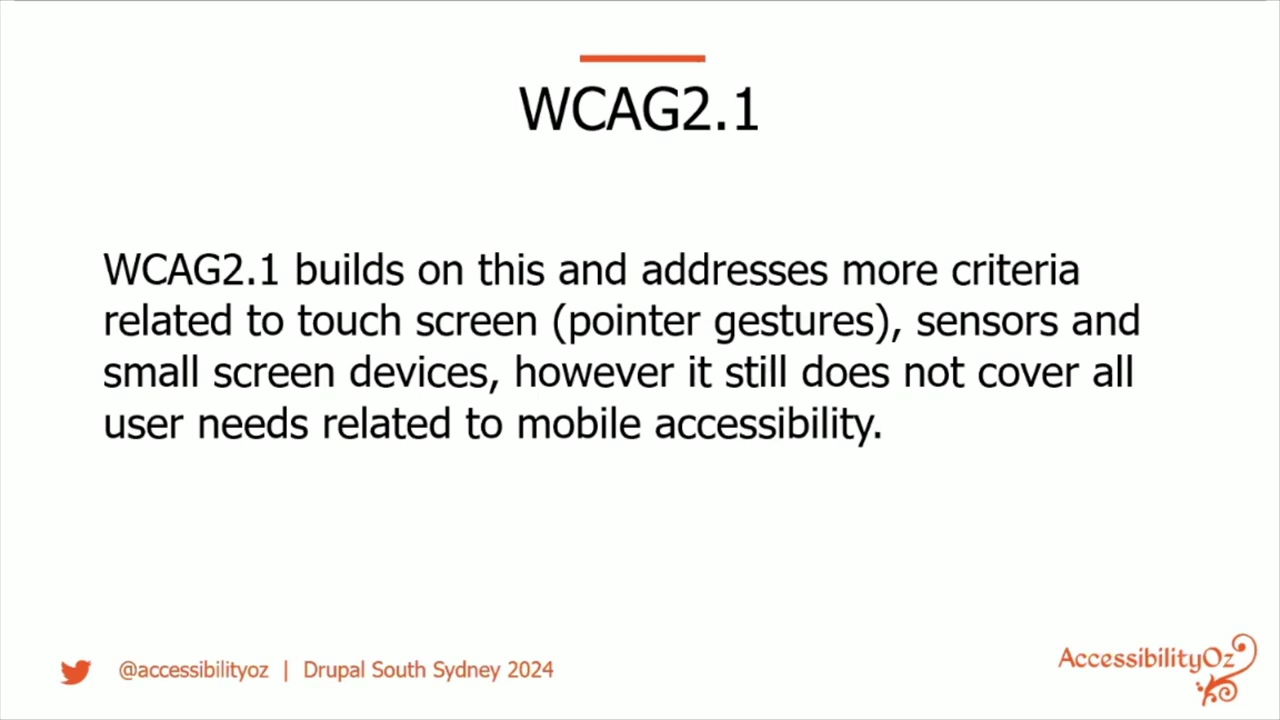 WCAG2.1
WCAG2.1 builds on this and addresses more criteria
related to touch screen (pointer gestures), sensors and
small screen devices, however it still does not cover all
user needs related to mobile accessibility.
@accessibilityoz | Drupal South Sydney 2024
AccessibilityOz